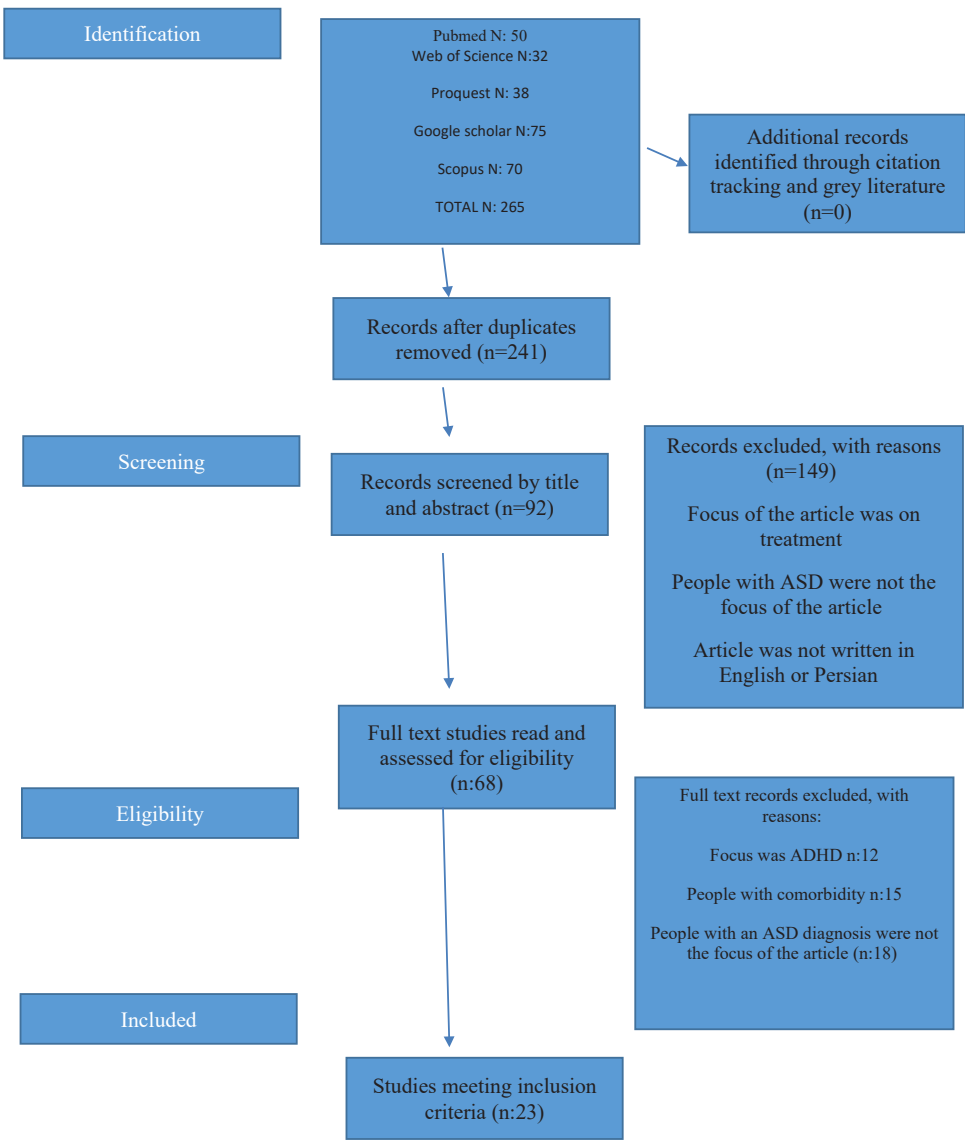 Identification
Pubmed N: 50
Web of Science N:32
Proquest N: 38
Google scholar N:75
Scopus N: 70
TOTAL N: 265
Additional records
identified through citation
tracking and grey literature
(n=0)
Records after duplicates
removed (n=241)
Screening
Records screened by title
and abstract (n=92)
Records excluded, with reasons
(n=149)
Focus of the article was on
treatment
People with ASD were not the
focus of the article
Article was not written in
English or Persian
Full text studies read and
assessed for eligibility
(n:68)
Eligibility
Full text records excluded, with
reasons:
Focus was ADHD n:12
People with comorbidity n:15
People with an ASD diagnosis were not
the focus of the article (n:18)
Included
Studies meeting inclusion
criteria (n:23)